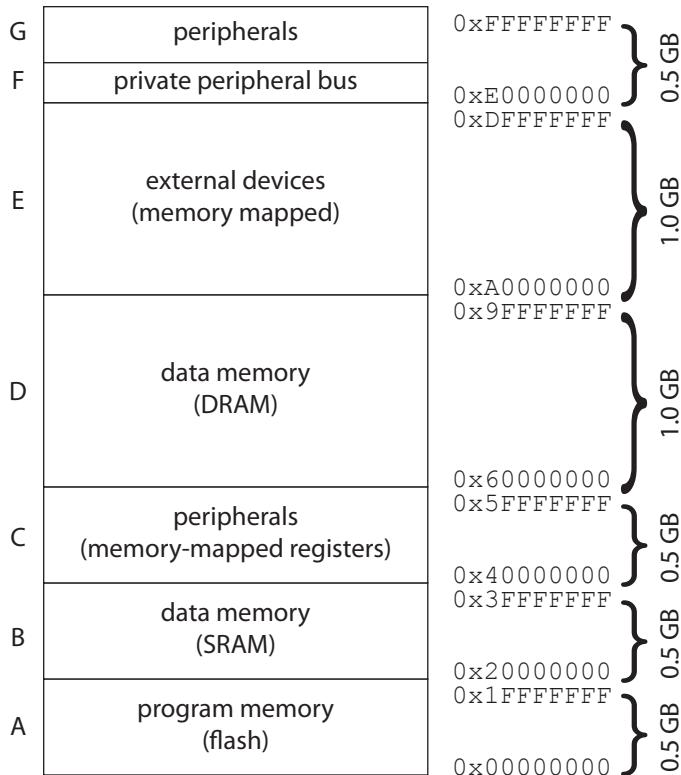 G
peripherals
0xFFFFFFFF
F
private peripheral bus
0xE0000000
0.5 GB
0xDFFFFFFF
E
external devices
(memory mapped)
1.0 GB
0xA0000000
0x9FFFFFFF
D
data memory
(DRAM)
1.0 GB
0x60000000
0x5FFFFFFF
C
peripherals
(memory-mapped registers)
0.5 GB
0x40000000
0x3FFFFFFF
B
data memory
(SRAM)
0.5 GB
0x20000000
0x1FFFFFFF
A
program memory
(flash)
0.5 GB
0x00000000